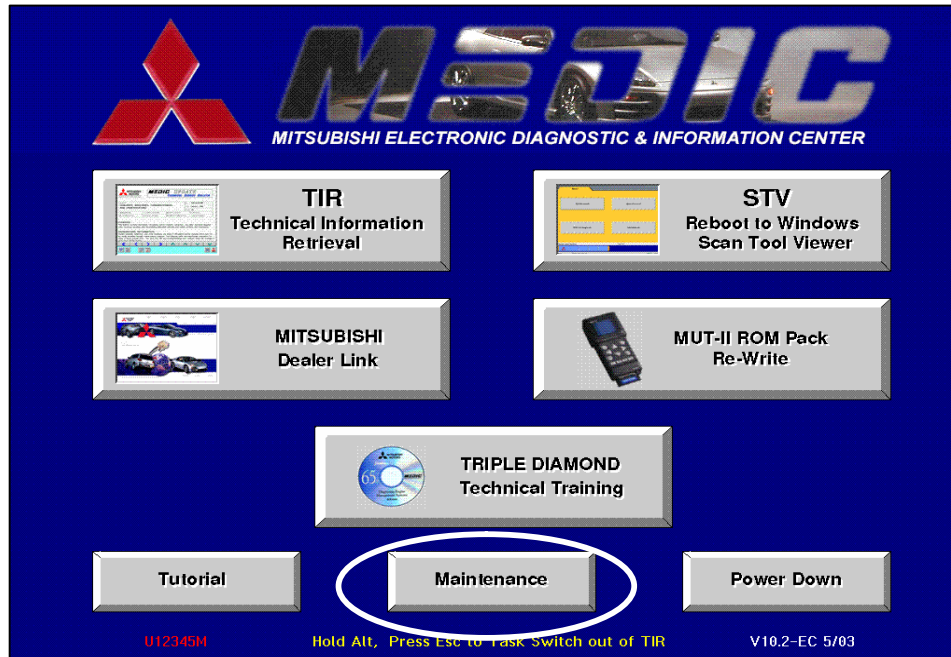 MEDIC
MITSUBISHI ELECTRONIC DIAGNOSTIC & INFORMATION CENTER
TIR
Technical Information
Retrieval
STV
Reboot to Windows
Scan Tool Viewer
MITSUBISHI
Dealer Link
MUT-II ROM Pack
Re-Write
65
MEDIC
TRIPLE DIAMOND
Technical Training
Tutorial
Maintenance
Power Down
U12345M
Hold Alt, Press Esc to Task Switch out of TIR
V10.2-EC 5/03